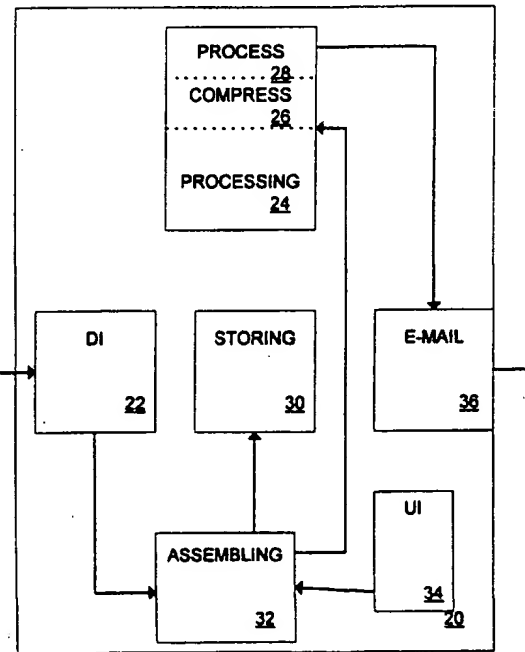 PROCESS
28
COMPRESS
26
PROCESSING
24
DI
22
STORING
30
E-MAIL
36
ASSEMBLING
32
UI
34
20